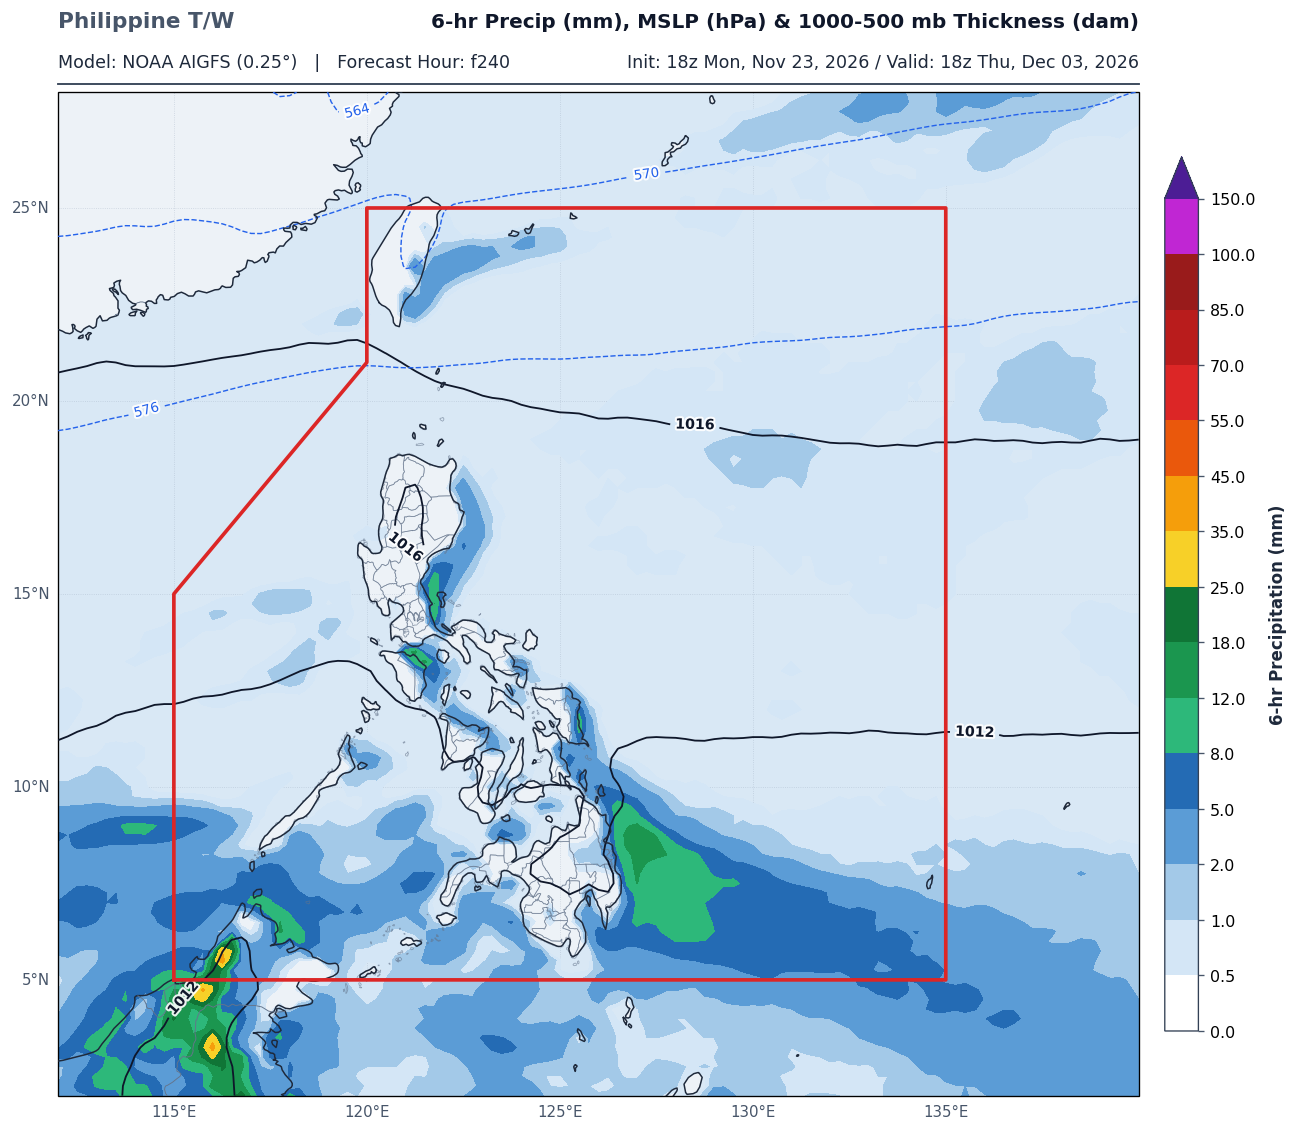 Philippine T/W
6-hr Precip (mm), MSLP (hPa) & 1000-500 mb Thickness (dam)
Model: NOAA AIGFS (0.25°) | Forecast Hour: f240
Init: 18z Mon, Nov 23, 2026 / Valid: 18z Thu, Dec 03, 2026
564
570
576
1016
1016
1012
1012
25°N
20°N
15°N
10°N
5°N
115°E
120°E
125°E
130°E
135°E
150.0
100.0
85.0
70.0
55.0
45.0
35.0
25.0
18.0
12.0
8.0
5.0
2.0
1.0
0.5
0.0
6-hr Precipitation (mm)